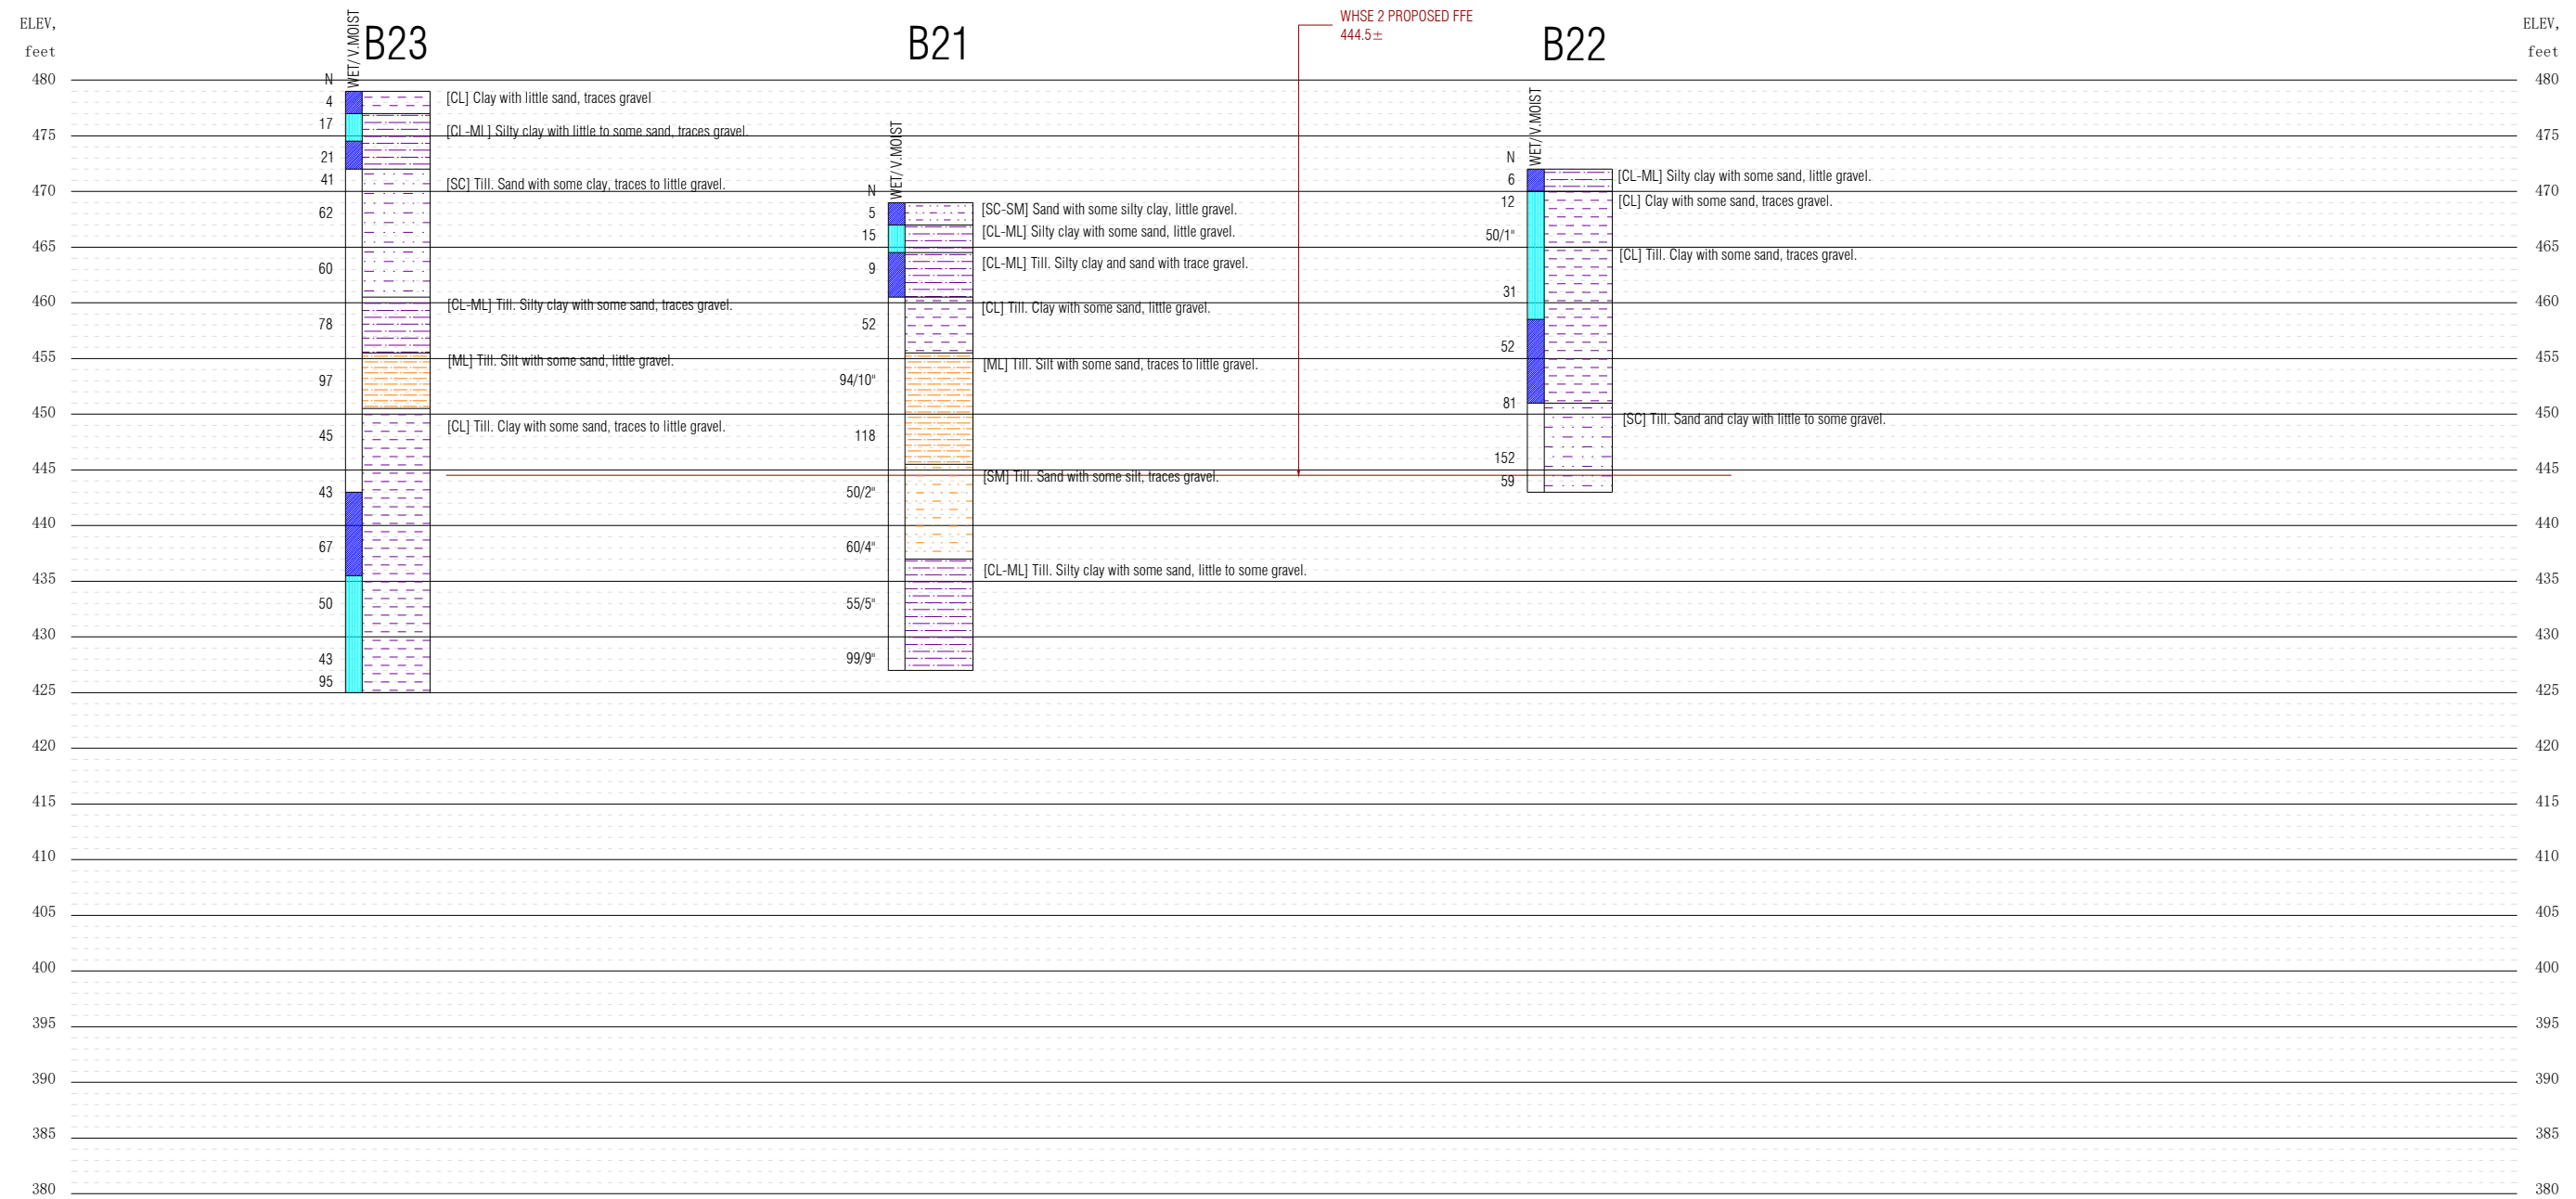 ELEV,
feet
WET/ V.MOIST
B23
B21
WHSE 2 PROPOSED FFE
444.5±
B22
ELEV,
feet
480
N
480
4
[CL] Clay with little sand, traces gravel
17
[CL-ML] Silty clay with little to some sand, traces gravel.
475
WET/ V.MOIST
WET/V.MOIST
475
21
N
41
[SC] Till. Sand with some clay, traces to little gravel.
6
[CL-ML] Silty clay with some sand, little gravel.
470
N
470
62
5
[SC-SM] Sand with some silty clay, little gravel.
12
[CL] Clay with some sand, traces gravel.
15
[CL-ML] Silty clay with some sand, little gravel.
50/1"
465
465
60
9
[CL-ML] Till. Silty clay and sand with trace gravel.
[CL] Till. Clay with some sand, traces gravel.
31
460
[CL-ML] Till. Silty clay with some sand, traces gravel.
[CL] Till. Clay with some sand, little gravel.
460
78
52
52
455
[ML] Till. Silt with some sand, little gravel.
[ML] Till. Silt with some sand, traces to little gravel.
455
97
94/10"
81
450
450
[CL] Till. Clay with some sand, traces to little gravel.
[SC] Till. Sand and clay with little to some gravel.
45
118
152
445
445
[SM] Till. Sand with some silt, traces gravel.
59
43
50/2"
440
440
67
60/4"
435
[CL-ML] Till. Silty clay with some sand, little to some gravel.
435
50
55/5"
430
430
43
99/9"
95
425
425
420
420
415
415
410
410
405
405
400
400
395
395
390
390
385
385
380
380